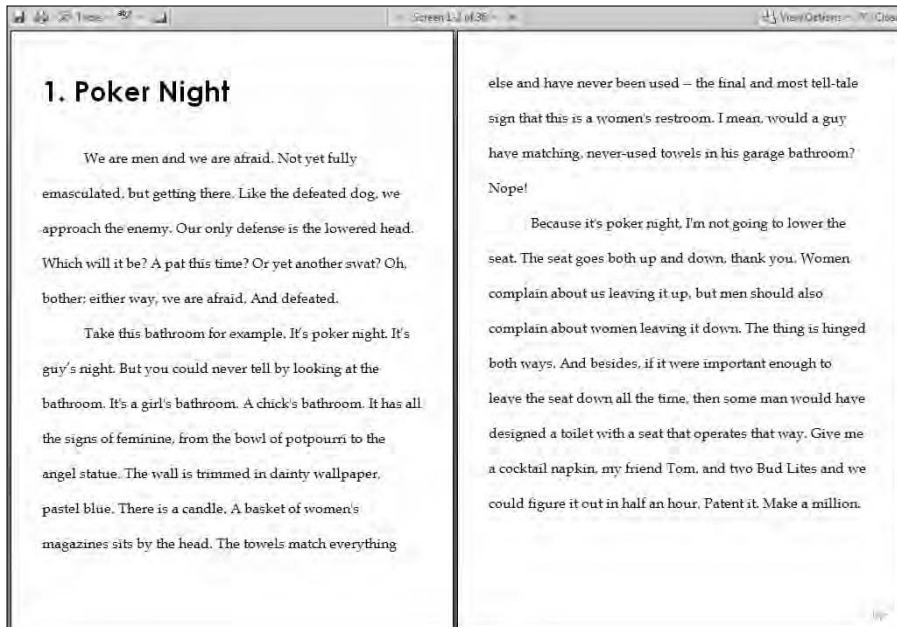 Tools
Screen 1-2 of 36
View Options
Close
1. Poker Night
We are men and we are afraid. Not yet fully
emasculated, but getting there. Like the defeated dog, we
approach the enemy. Our only defense is the lowered head.
Which will it be? A pat this time? Or yet another swat? Oh,
bother; either way, we are afraid. And defeated.
Take this bathroom for example. It's poker night. It's
guy's night. But you could never tell by looking at the
bathroom. It's a girl's bathroom. A chick's bathroom. It has all
the signs of feminine, from the bowl of potpourri to the
angel statue. The wall is trimmed in dainty wallpaper,
pastel blue. There is a candle. A basket of women's
magazines sits by the head. The towels match everything
else and have never been used – the final and most tell-tale
sign that this is a women's restroom. I mean, would a guy
have matching, never-used towels in his garage bathroom?
Nope!
Because it's poker night, I'm not going to lower the
seat. The seat goes both up and down, thank you. Women
complain about us leaving it up, but men should also
complain about women leaving it down. The thing is hinged
both ways. And besides, if it were important enough to
leave the seat down all the time, then some man would have
designed a toilet with a seat that operates that way. Give me
a cocktail napkin, my friend Tom, and two Bud Lites and we
could figure it out in half an hour. Patent it. Make a million.